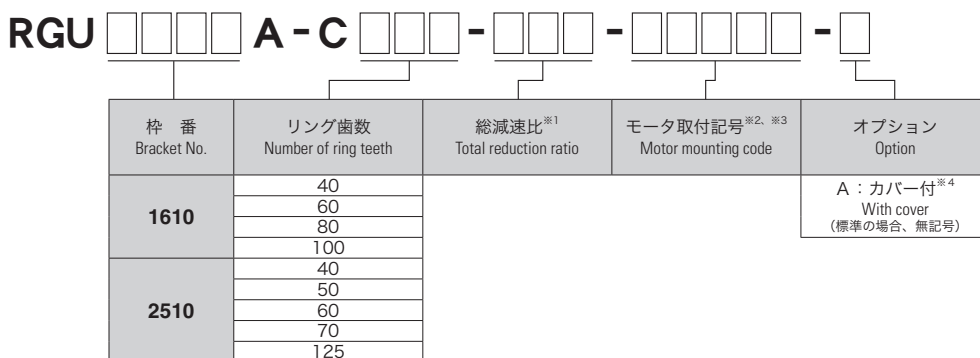 RGU □□□□ A-C □□□-□□□-□□□□□-□
枠 番
Bracket No.
リング歯数
Number of ring teeth
総減速比※1
Total reduction ratio
モータ取付記号※2、※3
Motor mounting code
オプション
Option
1610
40
60
80
100
A：カバー付※4
With cover
（標準の場合、無記号）
2510
40
50
60
70
125